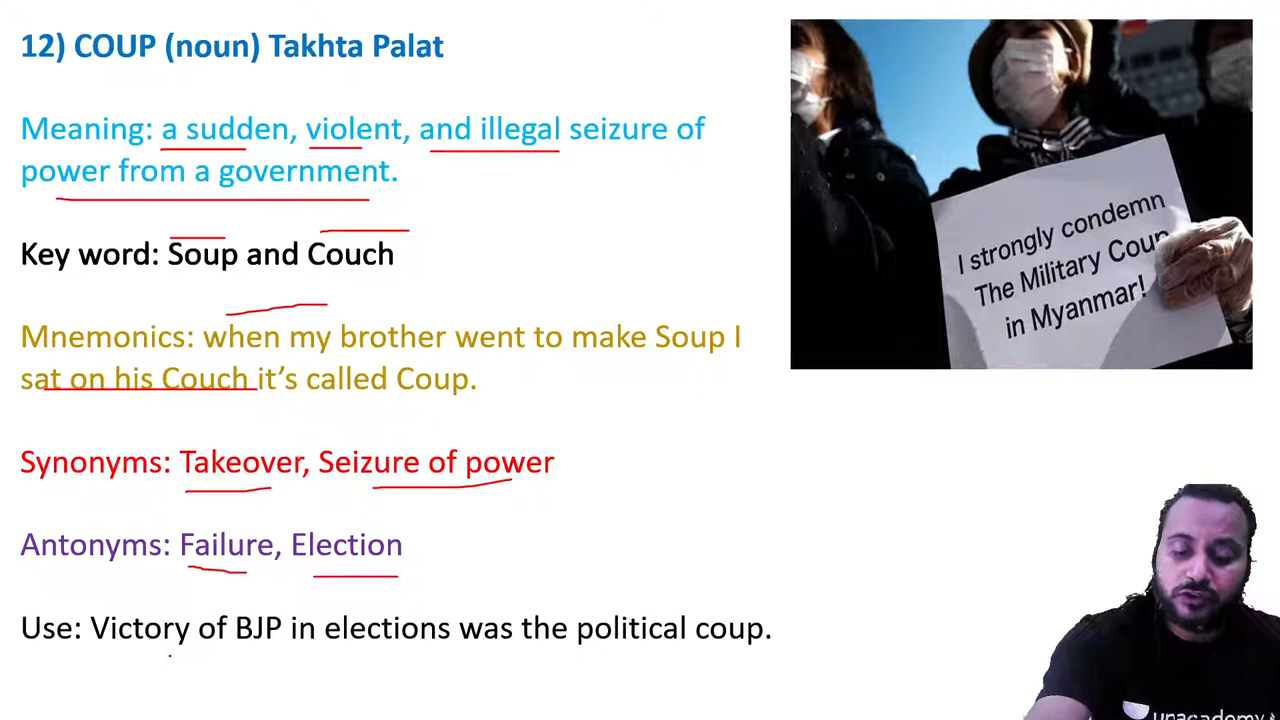 12) COUP (noun) Takhta Palat
Meaning: a sudden, violent, and illegal seizure of
power from a government.
Key word: Soup and Couch
Mnemonics: when my brother went to make Soup I
sat on his Couch it’s called Coup.
Synonyms: Takeover, Seizure of power
Antonyms: Failure, Election
Use: Victory of BJP in elections was the political coup.
I strongly condemn
The Military Coup
in Myanmar!
unacademy